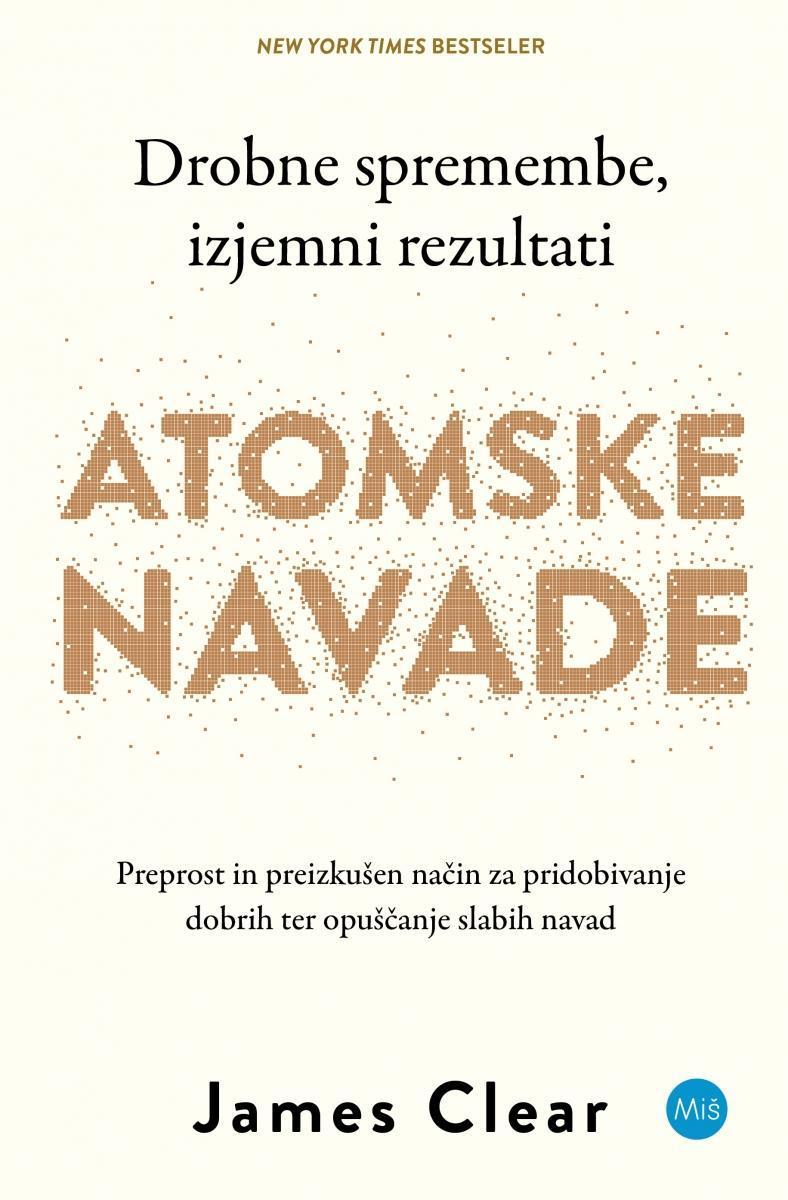 NEW YORK TIMES BESTSELER
Drobne spremembe,
izjemni rezultati
ATOMSKE
NAVADE
Preprost in preizkušen način za pridobivanje
dobrih ter opuščanje slabih navad
James Clear
Miš